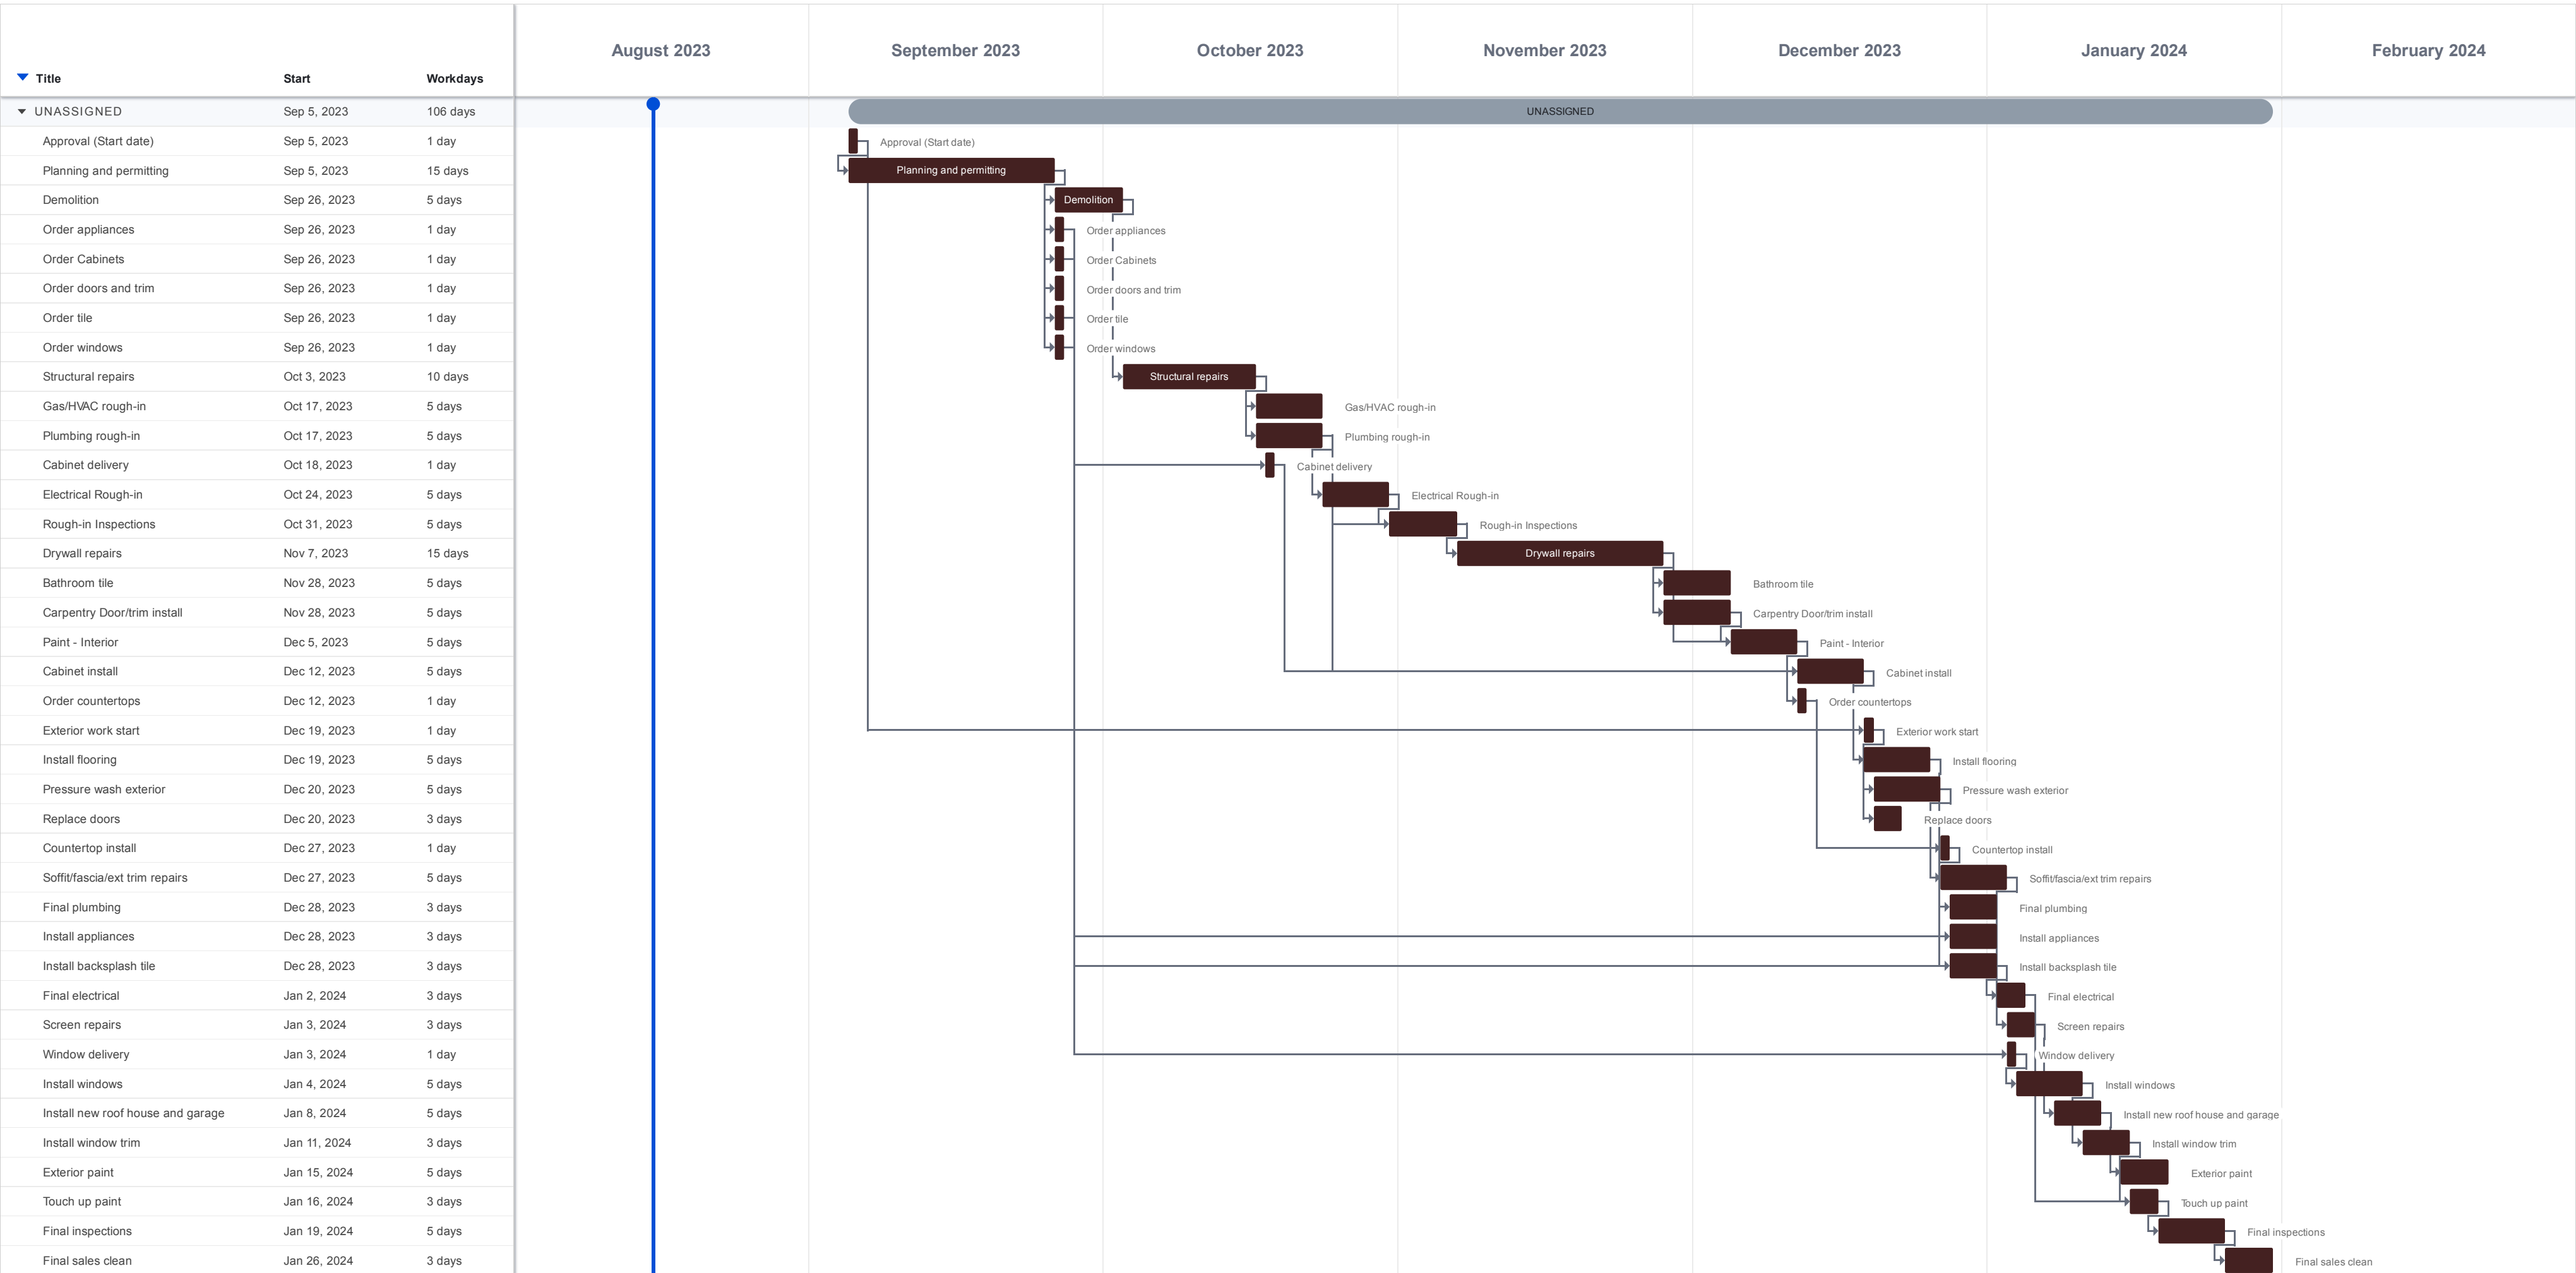 August 2023 September 2023 October 2023 November 2023 December 2023 January 2024 February 2024
Title Start Workdays
UNASSIGNED Sep 5, 2023 106 days UNASSIGNED
Approval (Start date) Sep 5, 2023 1 day Approval (Start date)
Planning and permitting Sep 5, 2023 15 days Planning and permitting
Demolition Sep 26, 2023 5 days Demolition
Order appliances Sep 26, 2023 1 day Order appliances
Order Cabinets Sep 26, 2023 1 day Order Cabinets
Order doors and trim Sep 26, 2023 1 day Order doors and trim
Order tile Sep 26, 2023 1 day Order tile
Order windows Sep 26, 2023 1 day Order windows
Structural repairs Oct 3, 2023 10 days Structural repairs
Gas/HVAC rough-in Oct 17, 2023 5 days Gas/HVAC rough-in
Plumbing rough-in Oct 17, 2023 5 days Plumbing rough-in
Cabinet delivery Oct 18, 2023 1 day Cabinet delivery
Electrical Rough-in Oct 24, 2023 5 days Electrical Rough-in
Rough-in Inspections Oct 31, 2023 5 days Rough-in Inspections
Drywall repairs Nov 7, 2023 15 days Drywall repairs
Bathroom tile Nov 28, 2023 5 days Bathroom tile
Carpentry Door/trim install Nov 28, 2023 5 days Carpentry Door/trim install
Paint - Interior Dec 5, 2023 5 days Paint - Interior
Cabinet install Dec 12, 2023 5 days Cabinet install
Order countertops Dec 12, 2023 1 day Order countertops
Exterior work start Dec 19, 2023 1 day Exterior work start
Install flooring Dec 19, 2023 5 days Install flooring
Pressure wash exterior Dec 20, 2023 5 days Pressure wash exterior
Replace doors Dec 20, 2023 3 days Replace doors
Countertop install Dec 27, 2023 1 day Countertop install
Soffit/fascia/ext trim repairs Dec 27, 2023 5 days Soffit/fascia/ext trim repairs
Final plumbing Dec 28, 2023 3 days Final plumbing
Install appliances Dec 28, 2023 3 days Install appliances
Install backsplash tile Dec 28, 2023 3 days Install backsplash tile
Final electrical Jan 2, 2024 3 days Final electrical
Screen repairs Jan 3, 2024 3 days Screen repairs
Window delivery Jan 3, 2024 1 day Window delivery
Install windows Jan 4, 2024 5 days Install windows
Install new roof house and garage Jan 8, 2024 5 days Install new roof house and garage
Install window trim Jan 11, 2024 3 days Install window trim
Exterior paint Jan 15, 2024 5 days Exterior paint
Touch up paint Jan 16, 2024 3 days Touch up paint
Final inspections Jan 19, 2024 5 days Final inspections
Final sales clean Jan 26, 2024 3 days Final sales clean